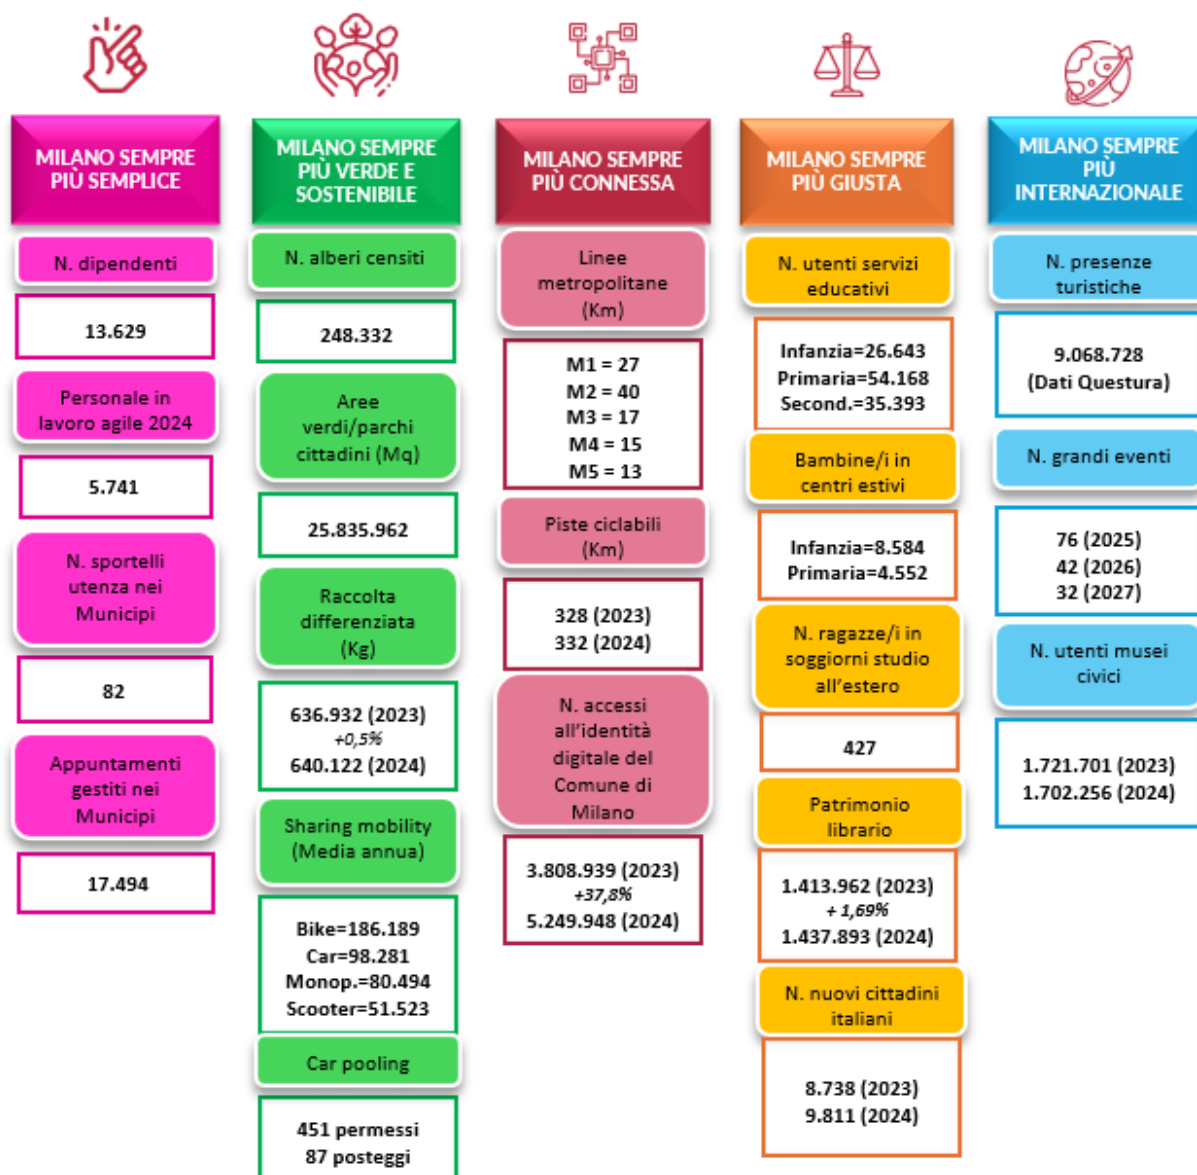 MILANO SEMPRE
PIÙ SEMPLICE
N. dipendenti
13.629
Personale in
lavoro agile 2024
5.741
N. sportelli
utenza nei
Municipi
82
Appuntamenti
gestiti nei
Municipi
17.494
MILANO SEMPRE
PIÙ VERDE E
SOSTENIBILE
N. alberi censiti
248.332
Aree
verdi/parchi
cittadini (Mq)
25.835.962
Raccolta
differenziata
(Kg)
636.932 (2023)
+0,5%
640.122 (2024)
Sharing mobility
(Media annua)
Bike=186.189
Car=98.281
Monop.=80.494
Scooter=51.523
Car pooling
451 permessi
87 posteggi
MILANO SEMPRE
PIÙ CONNESSA
Linee
metropolitane
(Km)
M1 = 27
M2 = 40
M3 = 17
M4 = 15
M5 = 13
Piste ciclabili
(Km)
328 (2023)
332 (2024)
N. accessi
all'identità
digitale del
Comune di
Milano
3.808.939 (2023)
+37,8%
5.249.948 (2024)
MILANO SEMPRE
PIÙ GIUSTA
N. utenti servizi
educativi
Infanzia=26.643
Primaria=54.168
Second.=35.393
Bambine/i in
centri estivi
Infanzia=8.584
Primaria=4.552
N. ragazze/i in
soggiorni studio
all'estero
427
Patrimonio
librario
1.413.962 (2023)
+ 1,69%
1.437.893 (2024)
N. nuovi cittadini
italiani
8.738 (2023)
9.811 (2024)
MILANO SEMPRE
PIÙ
INTERNAZIONALE
N. presenze
turistiche
9.068.728
(Dati Questura)
N. grandi eventi
76 (2025)
42 (2026)
32 (2027)
N. utenti musei
civici
1.721.701 (2023)
1.702.256 (2024)